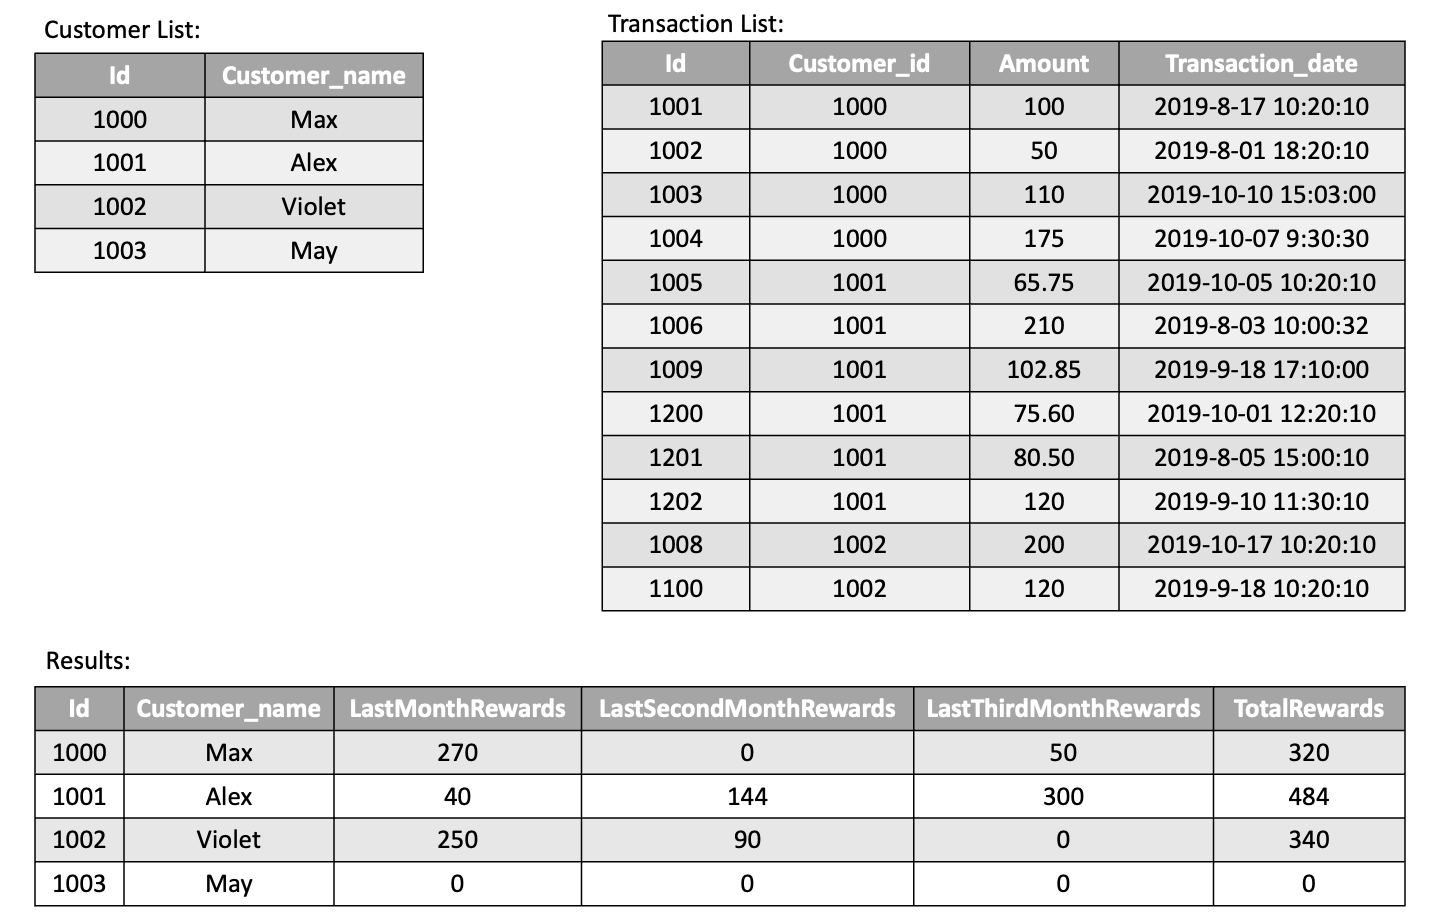 Customer List:
Id Customer_name
1000 Max
1001 Alex
1002 Violet
1003 May
Transaction List:
Id Customer_id Amount Transaction_date
1001 1000 100 2019-8-17 10:20:10
1002 1000 50 2019-8-01 18:20:10
1003 1000 110 2019-10-10 15:03:00
1004 1000 175 2019-10-07 9:30:30
1005 1001 65.75 2019-10-05 10:20:10
1006 1001 210 2019-8-03 10:00:32
1009 1001 102.85 2019-9-18 17:10:00
1200 1001 75.60 2019-10-01 12:20:10
1201 1001 80.50 2019-8-05 15:00:10
1202 1001 120 2019-9-10 11:30:10
1008 1002 200 2019-10-17 10:20:10
1100 1002 120 2019-9-18 10:20:10
Results:
Id Customer_name LastMonthRewards LastSecondMonthRewards LastThirdMonthRewards TotalRewards
1000 Max 270 0 50 320
1001 Alex 40 144 300 484
1002 Violet 250 90 0 340
1003 May 0 0 0 0